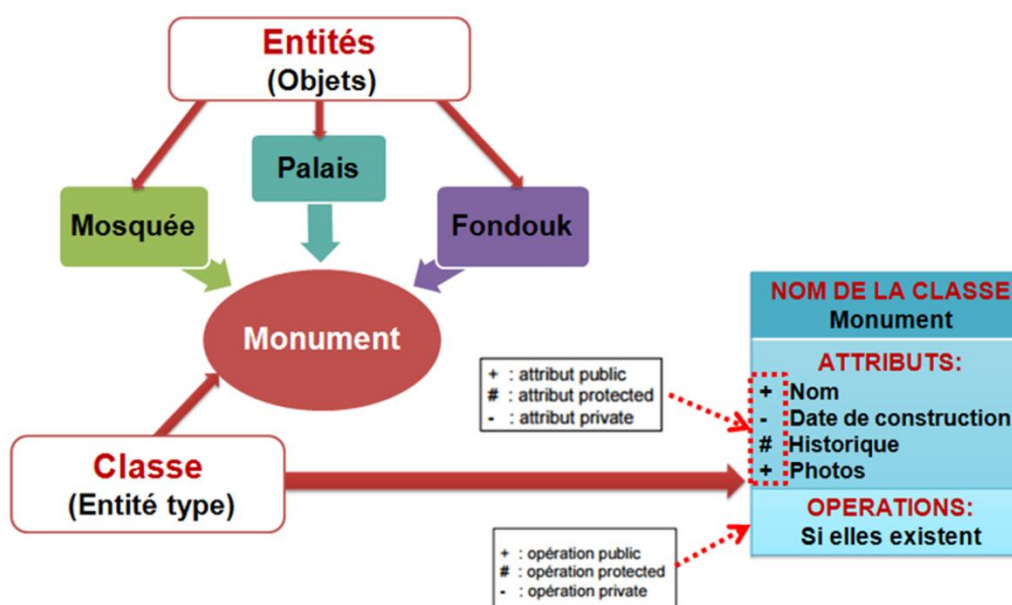 Entités
(Objets)
Palais
Mosquée
Fondouk
Monument
Classe
(Entité type)
+ : attribut public
# : attribut protected
- : attribut private
NOM DE LA CLASSE
Monument
ATTRIBUTS:
+ Nom
- Date de construction
# Historique
+ Photos
OPERATIONS:
Si elles existent
+ : opération public
# : opération protected
- : opération private